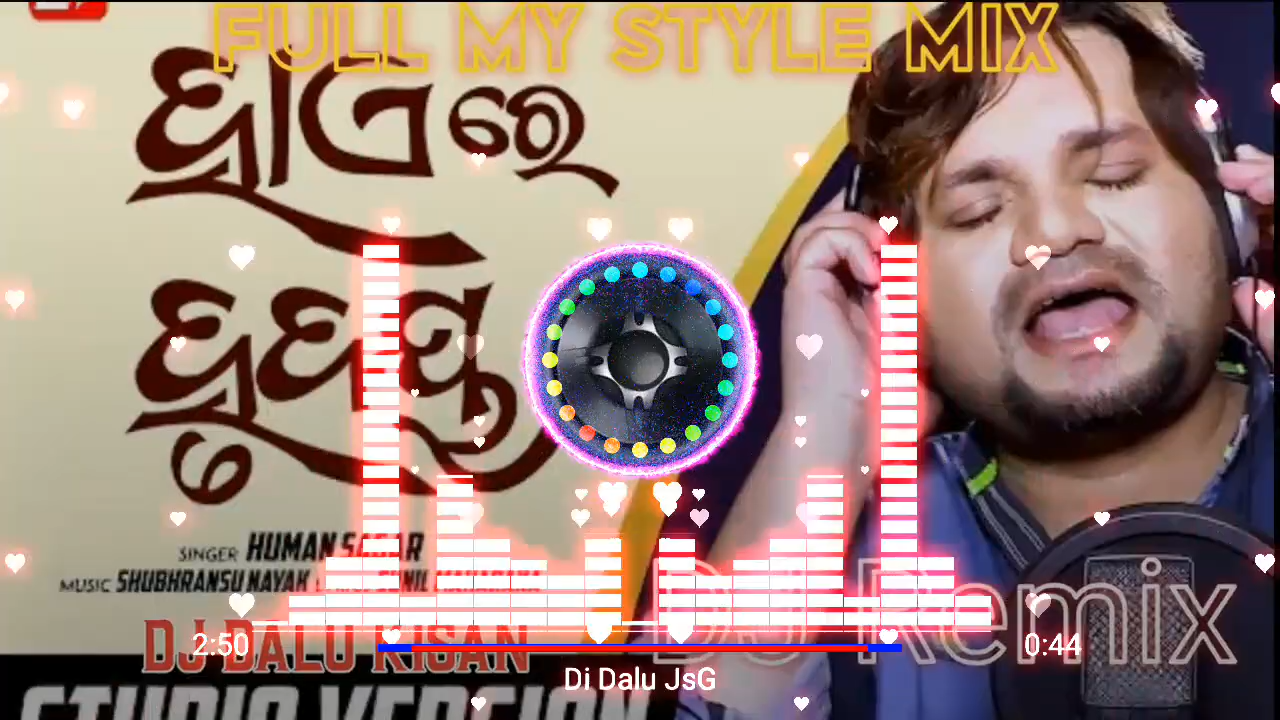 FULL MY STYLE MIX
ହାଏ ରେ
ହୃଦୟ
SINGER HUMAN SAGAR
MUSIC SHUBHRANSU NAYAK
DJ Remix
DJ DALU KISAN
2:50
0:44
Di Dalu JsG
STUDIO VERSION